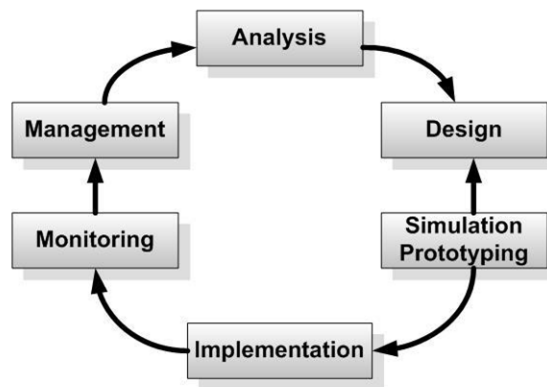 Analysis
Management
Design
Monitoring
Simulation
Prototyping
Implementation